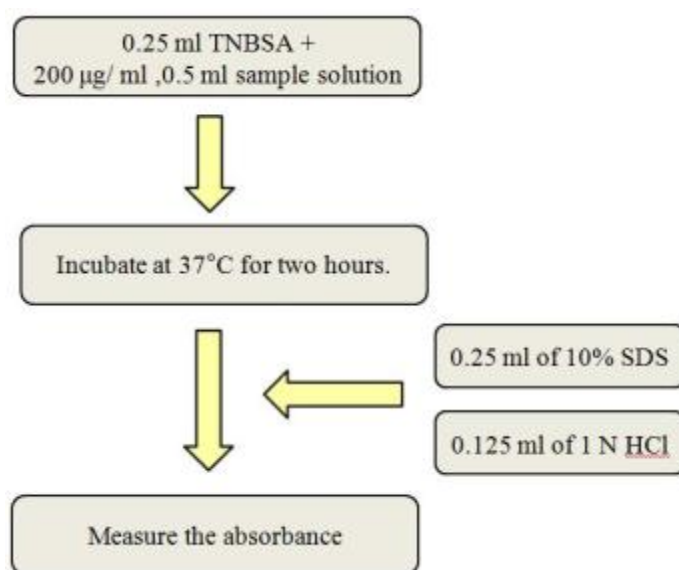 0.25 ml TNBSA +
200 μg/ ml ,0.5 ml sample solution
Incubate at 37°C for two hours.
0.25 ml of 10% SDS
0.125 ml of 1 N HCl
Measure the absorbance